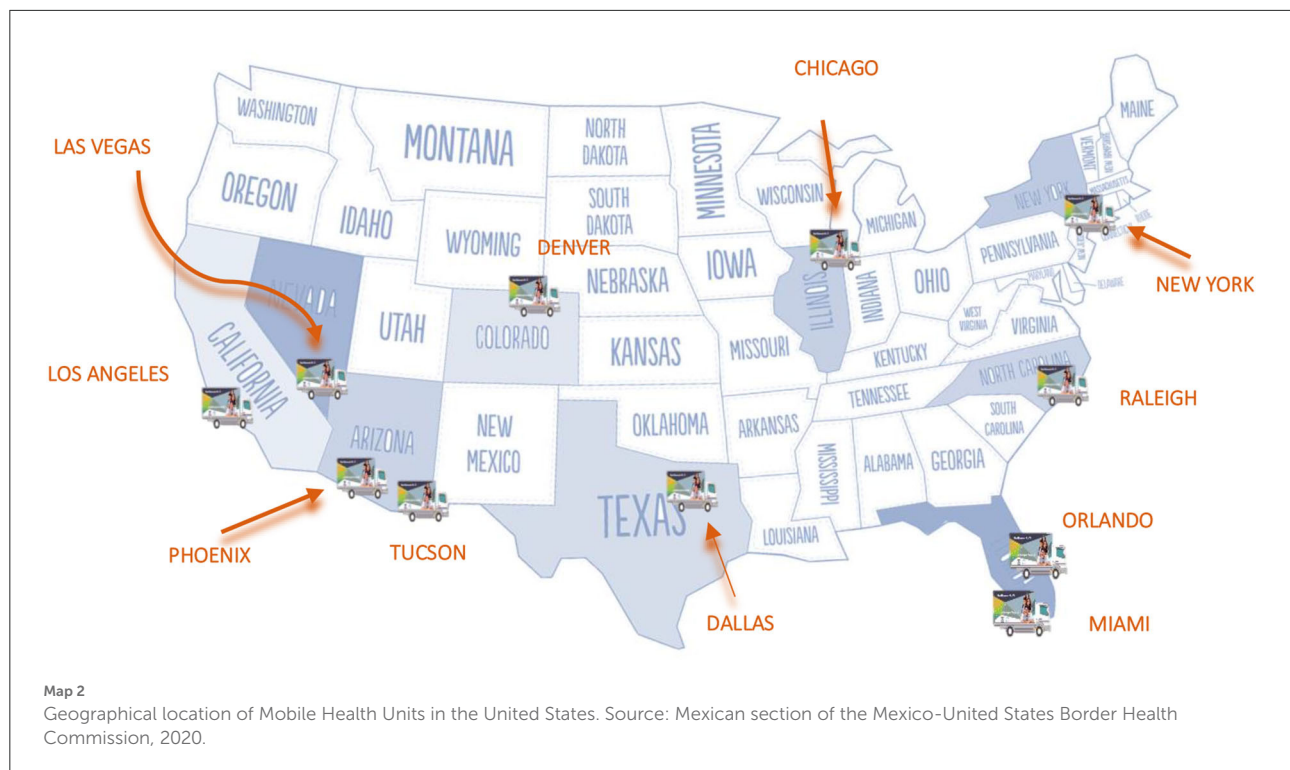 CHICAGO
WASHINGTON
MONTANA
NORTH
DAKOTA
MINNESOTA
MAINE
LAS VEGAS
VERMONT
OREGON
IDAHO
SOUTH
DAKOTA
WISCONSIN
MICHIGAN
NEW YORK
MASSACHUSETTS
WYOMING
DENVER
NEBRASKA
IOWA
PENNSYLVANIA
NEW YORK
NEVADA
UTAH
COLORADO
ILLINOIS
INDIANA
OHIO
MARYLAND
DELAWARE
WEST
VIRGINIA
VIRGINIA
CALIFORNIA
KANSAS
MISSOURI
KENTUCKY
LOS ANGELES
NORTH CAROLINA
RALEIGH
TENNESSEE
ARIZONA
NEW
MEXICO
OKLAHOMA
ARKANSAS
SOUTH
CAROLINA
MISSISSIPPI
ALABAMA
GEORGIA
TEXAS
LOUISIANA
ORLANDO
PHOENIX
TUCSON
DALLAS
MIAMI
Map 2
Geographical location of Mobile Health Units in the United States. Source: Mexican section of the Mexico-United States Border Health
Commission, 2020.